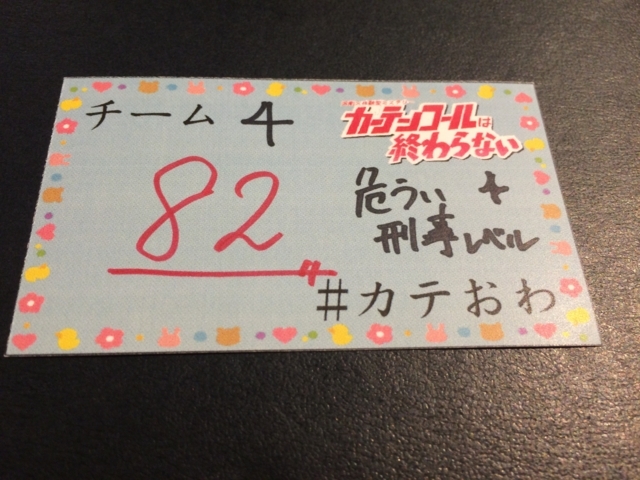 チーム 4
カーテンコールは
終わらない
82
危うい
刑事レベル
#カテおわ